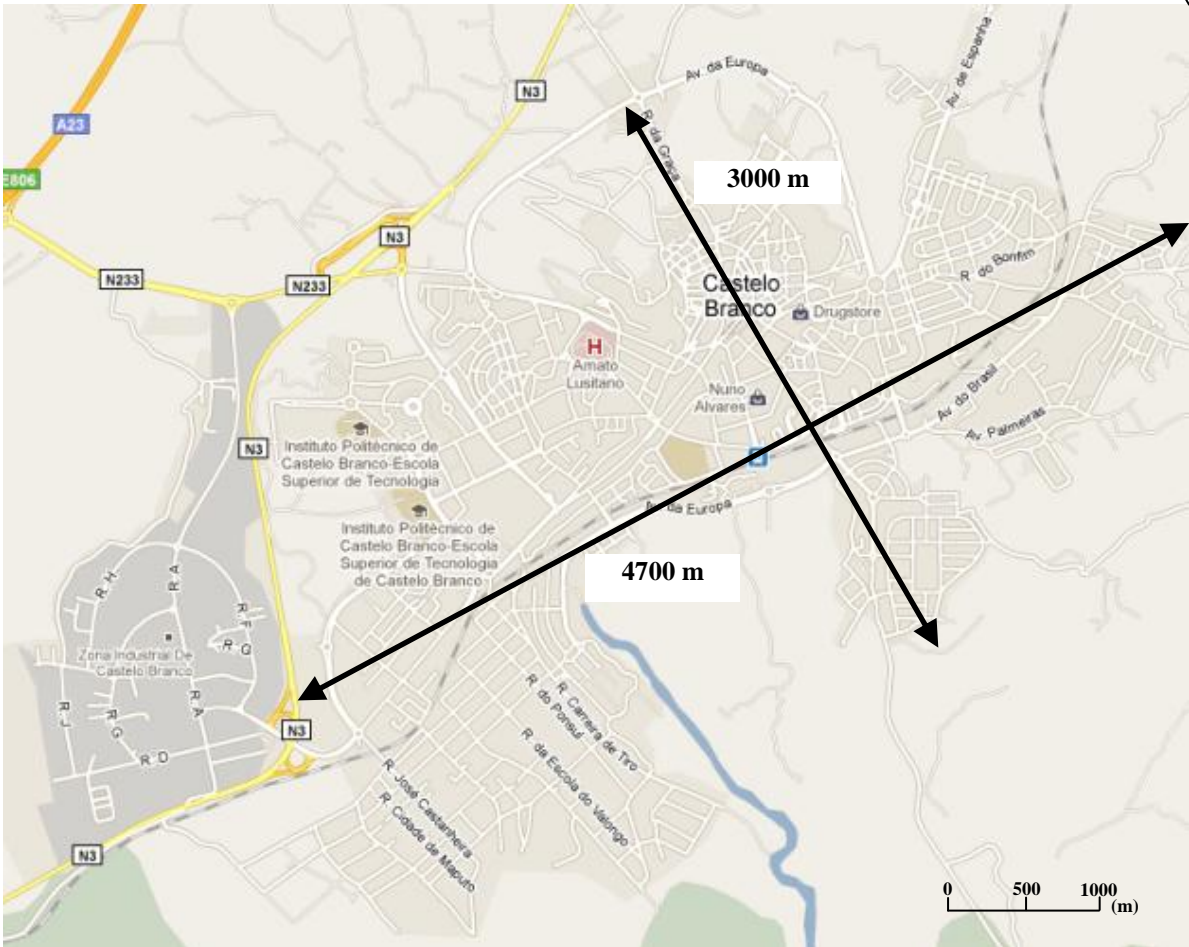 Av. da Europa
Av. de Espanha
N3
A23
R. da Graça
3000 m
E806
N3
N233
N233
R. do Bonfim
Castelo
Branco
Drugstore
H
Amato
Lusitano
Nuno
Alvares
Av. do Brasil
Av. Palmeiras
N3
Instituto Politécnico de
Castelo Branco-Escola
Superior de Tecnologia
Av. da Europa
Instituto Politécnico de
Castelo Branco-Escola
Superior de Tecnologia
de Castelo Branco
4700 m
R. H
R. A
R. F
R. G
Zona Industrial De
Castelo Branco
R. J
R. G
R. A
R. D
N3
R. Carreira de Tiro
R. do Ponsul
R. da Escola do Valongo
R. José Castanheira
R. Cidade de Maputo
N3
0 500 1000
(m)